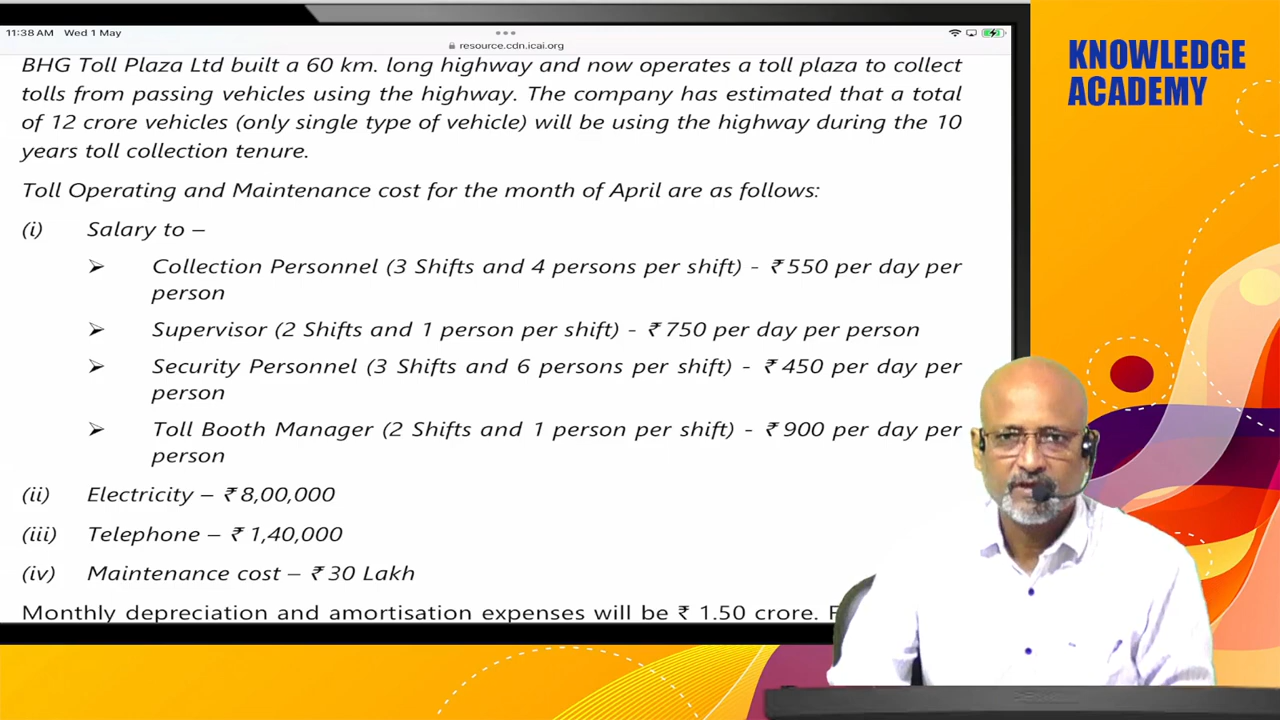 11:38 AM Wed 1 May
resource.cdn.icai.org
KNOWLEDGE
ACADEMY
BHG Toll Plaza Ltd built a 60 km. long highway and now operates a toll plaza to collect
tolls from passing vehicles using the highway. The company has estimated that a total
of 12 crore vehicles (only single type of vehicle) will be using the highway during the 10
years toll collection tenure.
Toll Operating and Maintenance cost for the month of April are as follows:
(i) Salary to –
➢ Collection Personnel (3 Shifts and 4 persons per shift) - ₹550 per day per
person
➢ Supervisor (2 Shifts and 1 person per shift) - ₹750 per day per person
➢ Security Personnel (3 Shifts and 6 persons per shift) - ₹450 per day per
person
➢ Toll Booth Manager (2 Shifts and 1 person per shift) - ₹900 per day per
person
(ii) Electricity – ₹8,00,000
(iii) Telephone – ₹1,40,000
(iv) Maintenance cost – ₹30 Lakh
Monthly depreciation and amortisation expenses will be ₹ 1.50 crore.